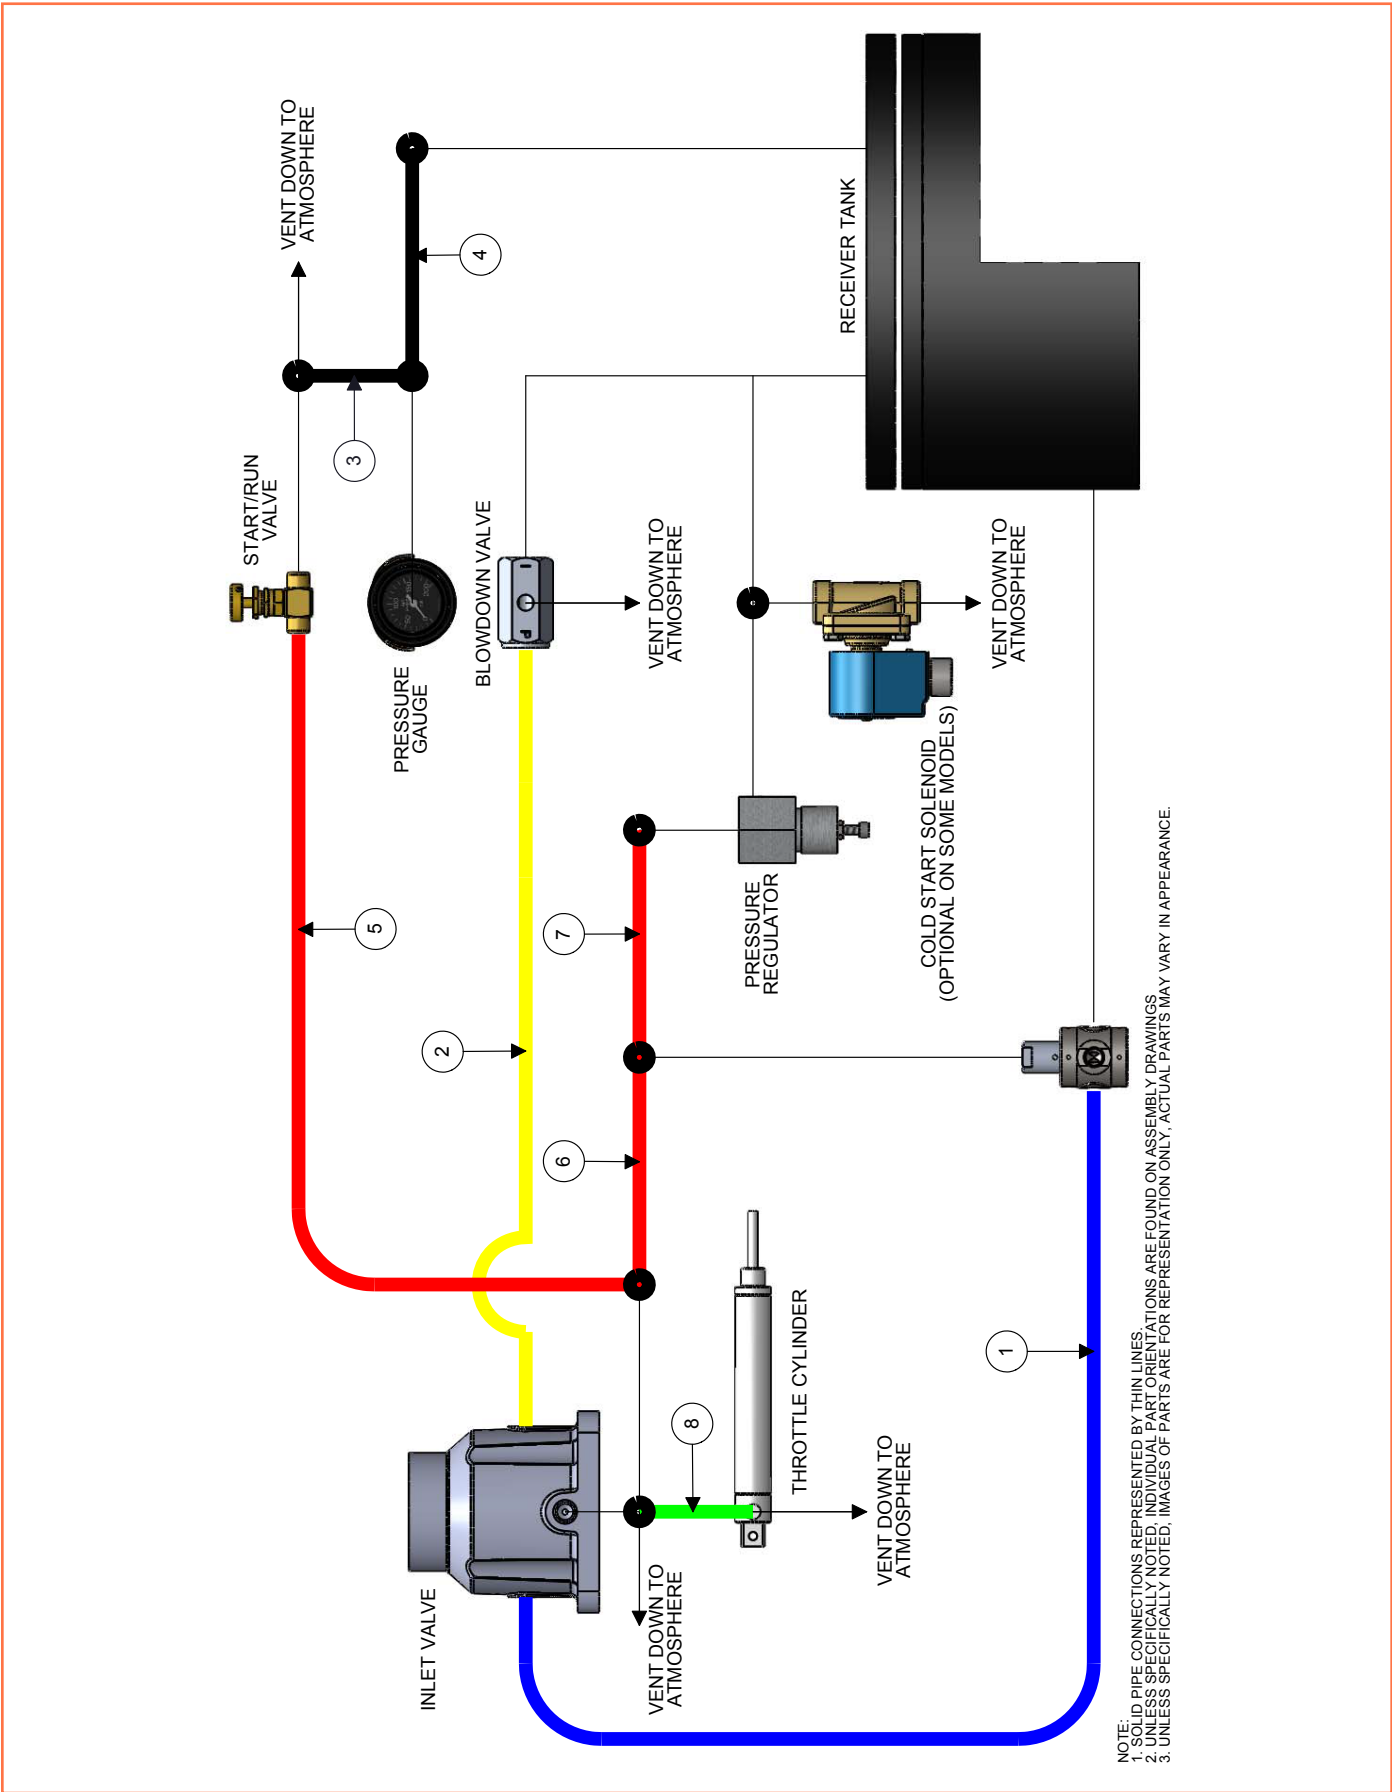 START/RUN
VALVE
VENT DOWN TO
ATMOSPHERE
3
5
PRESSURE
GAUGE
INLET VALVE
2
4
BLOWDOWN VALVE
6
7
VENT DOWN TO
ATMOSPHERE
VENT DOWN TO
ATMOSPHERE
8
PRESSURE
REGULATOR
THROTTLE CYLINDER
RECEIVER TANK
VENT DOWN TO
ATMOSPHERE
COLD START SOLENOID
(OPTIONAL ON SOME MODELS)
VENT DOWN TO
ATMOSPHERE
1
NOTE:
1. SOLID PIPE CONNECTIONS REPRESENTED BY THIN LINES.
2. UNLESS SPECIFICALLY NOTED, INDIVIDUAL PART ORIENTATIONS ARE FOUND ON ASSEMBLY DRAWINGS
3. UNLESS SPECIFICALLY NOTED, IMAGES OF PARTS ARE FOR REPRESENTATION ONLY, ACTUAL PARTS MAY VARY IN APPEARANCE.